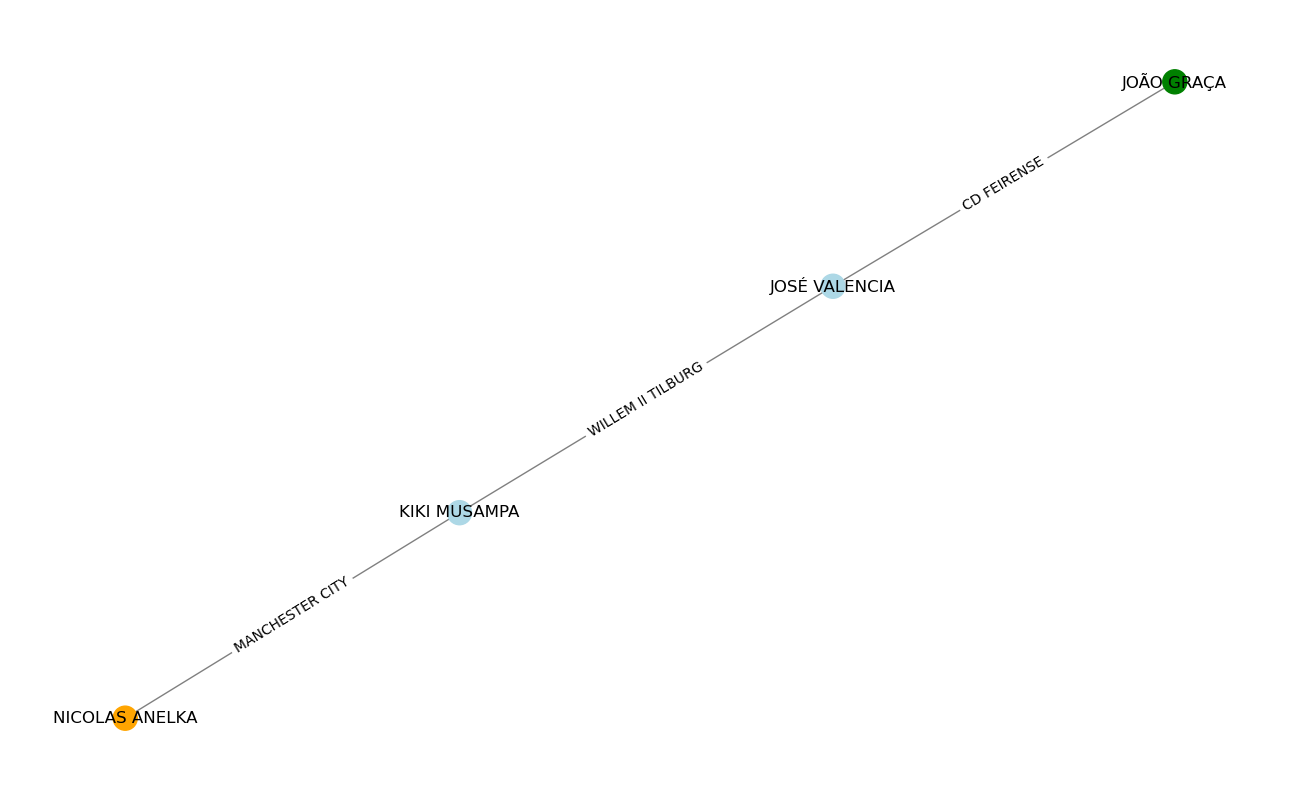 JOÃO GRAÇA
CD FEIRENSE
JOSÉ VALENCIA
WILLEM II TILBURG
KIKI MUSAMPA
MANCHESTER CITY
NICOLAS ANELKA